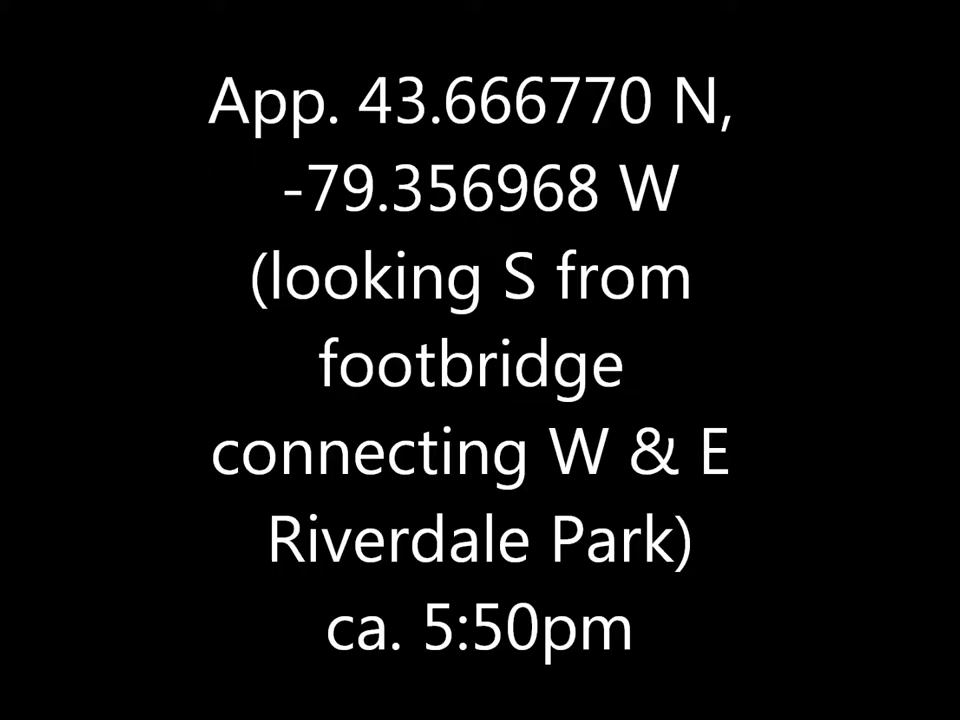 App. 43.666770 N,
-79.356968 W
(looking S from
footbridge
connecting W & E
Riverdale Park)
ca. 5:50pm